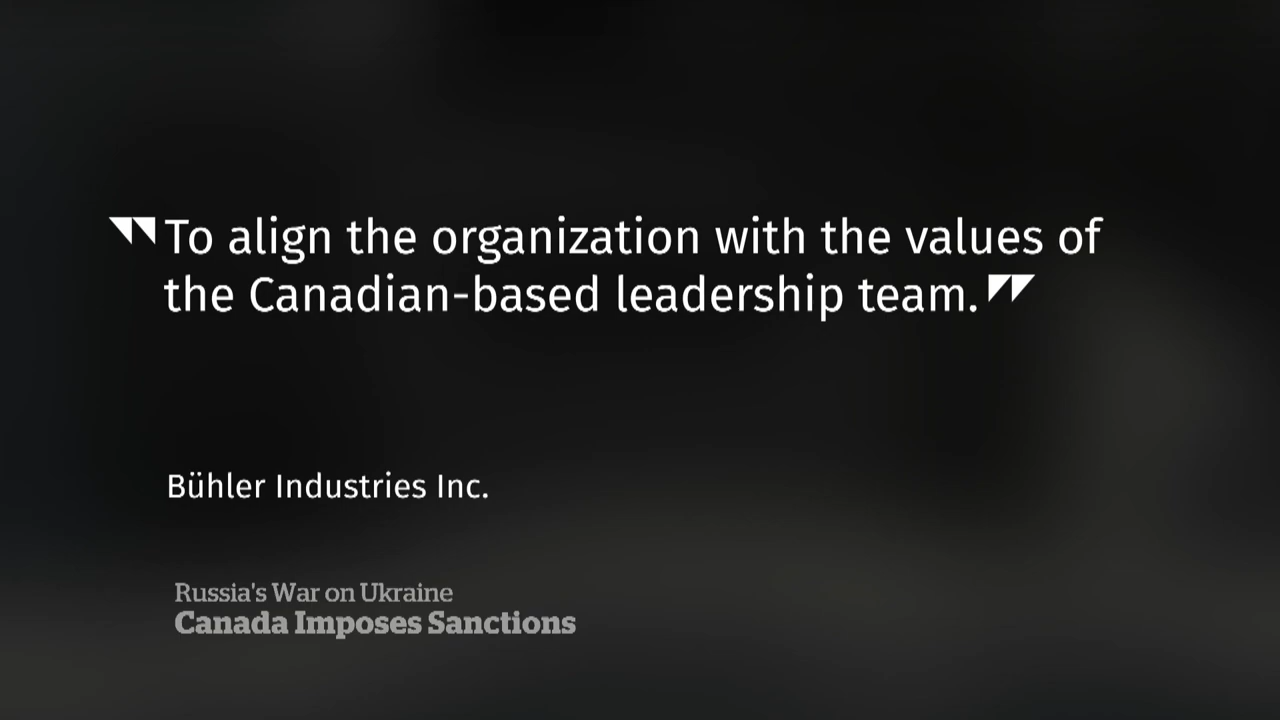 "To align the organization with the values of
the Canadian-based leadership team."
Bühler Industries Inc.
Russia's War on Ukraine
Canada Imposes Sanctions